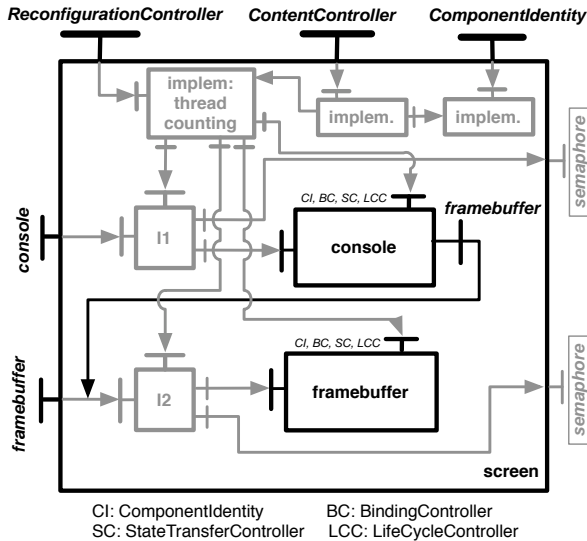 ReconfigurationController
ContentController
ComponentIdentity
implem:
thread
counting
implem.
implem.
semaphore
CI, BC, SC, LCC
framebuffer
console
I1
console
CI, BC, SC, LCC
framebuffer
I2
framebuffer
semaphore
screen
CI: ComponentIdentity BC: BindingController
SC: StateTransferController LCC: LifeCycleController